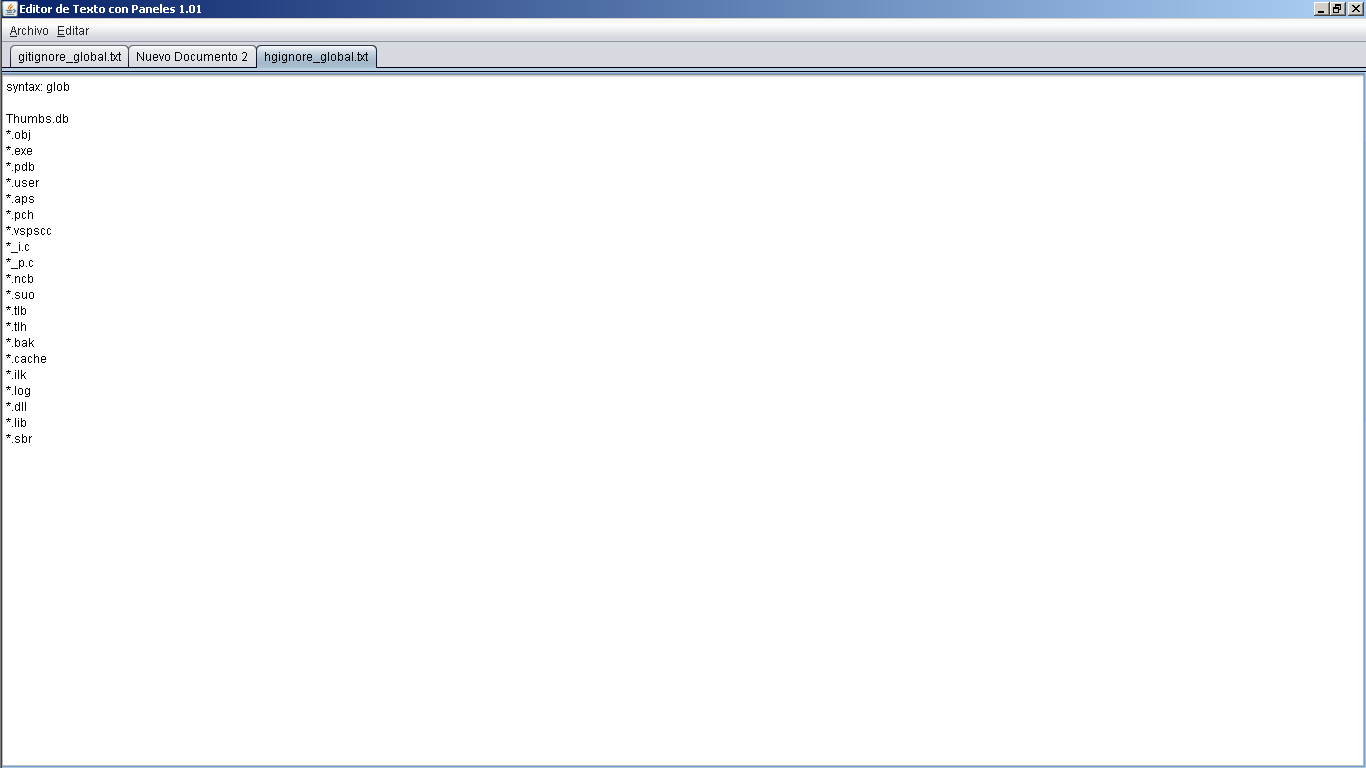 Editor de Texto con Paneles 1.01
Archivo Editar
gitignore_global.txt Nuevo Documento 2 hgignore_global.txt
syntax: glob
Thumbs.db
*.obj
*.exe
*.pdb
*.user
*.aps
*.pch
*.vspscc
*_i.c
*_p.c
*.ncb
*.suo
*.tlb
*.tlh
*.bak
*.cache
*.ilk
*.log
*.dll
*.lib
*.sbr